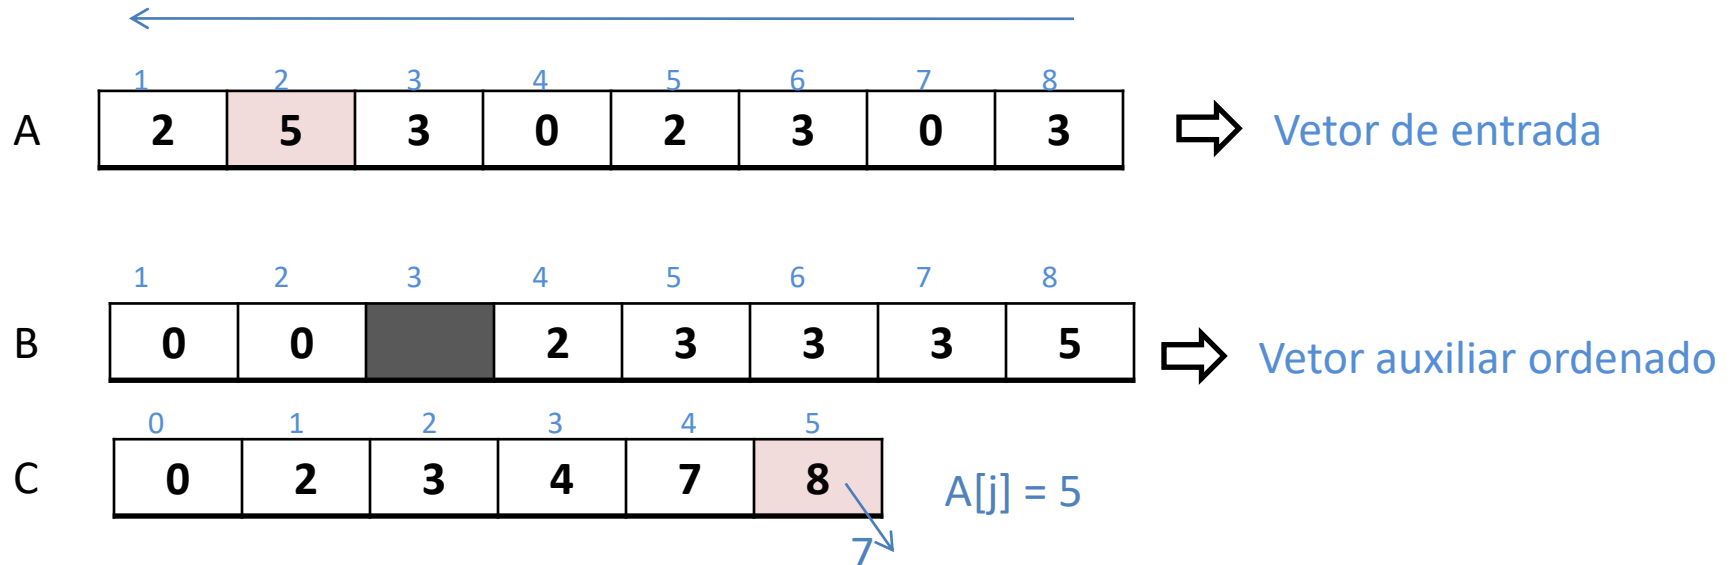 1 2 3 4 5 6 7 8
A 2 5 3 0 2 3 0 3 Vetor de entrada
1 2 3 4 5 6 7 8
B 0 0 2 3 3 3 5 Vetor auxiliar ordenado
0 1 2 3 4 5
C 0 2 3 4 7 8 A[j] = 5
7